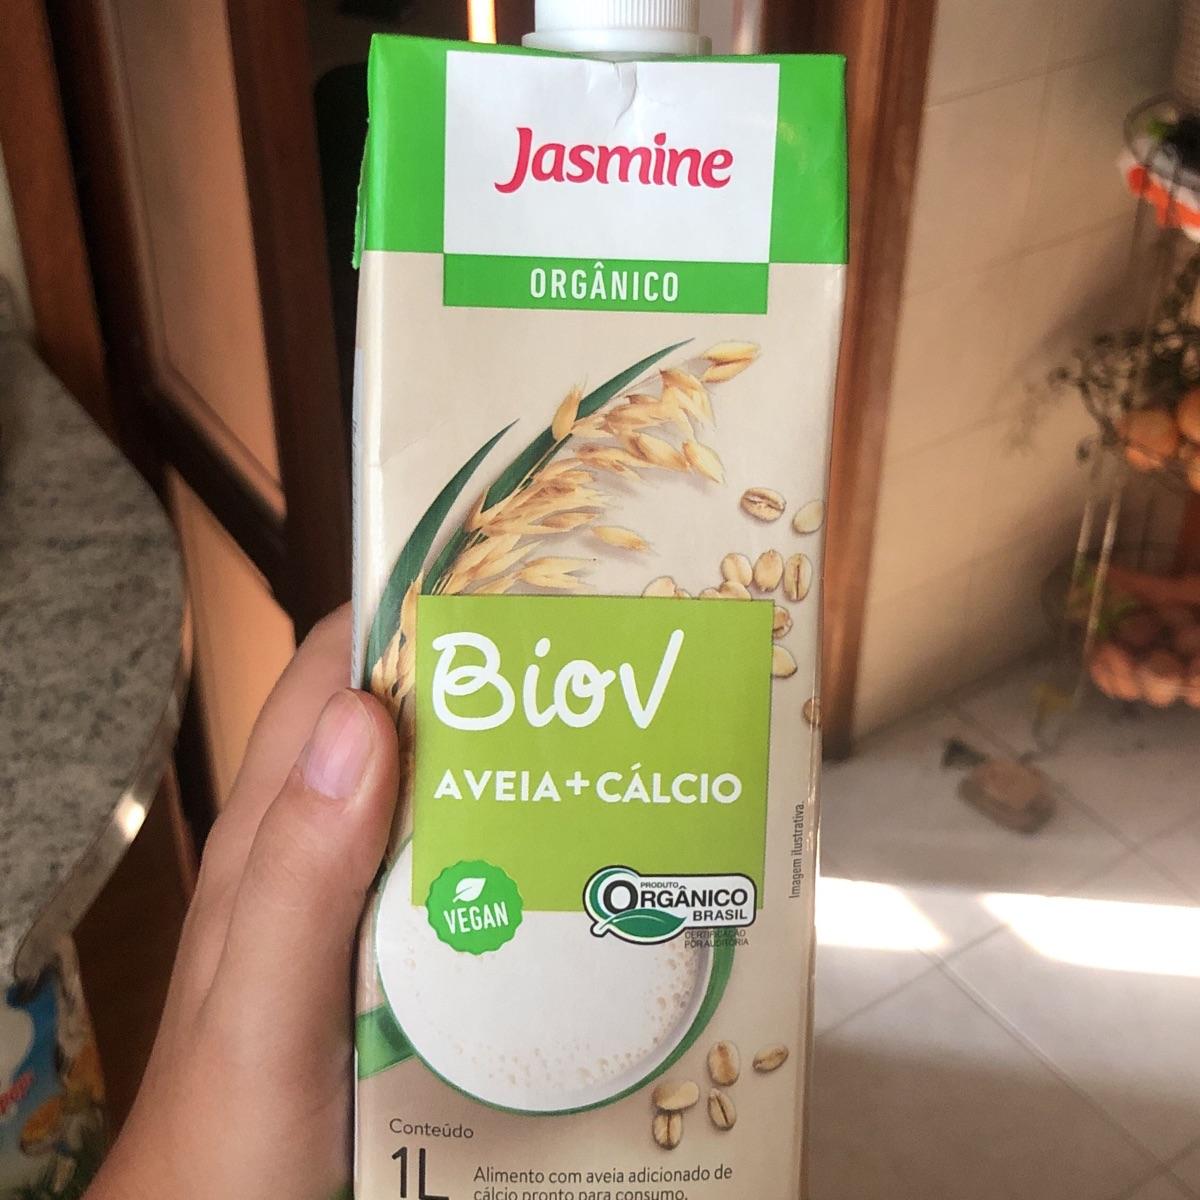 Jasmine
ORGÂNICO
BioV
AVEIA+CÁLCIO
Imagem ilustrativa.
VEGAN
PRODUTO
ORGÂNICO
BRASIL
CERTIFICAÇÃO
POR AUDITORIA
Conteúdo
1L
Alimento com aveia adicionado de
cálcio pronto para consumo.